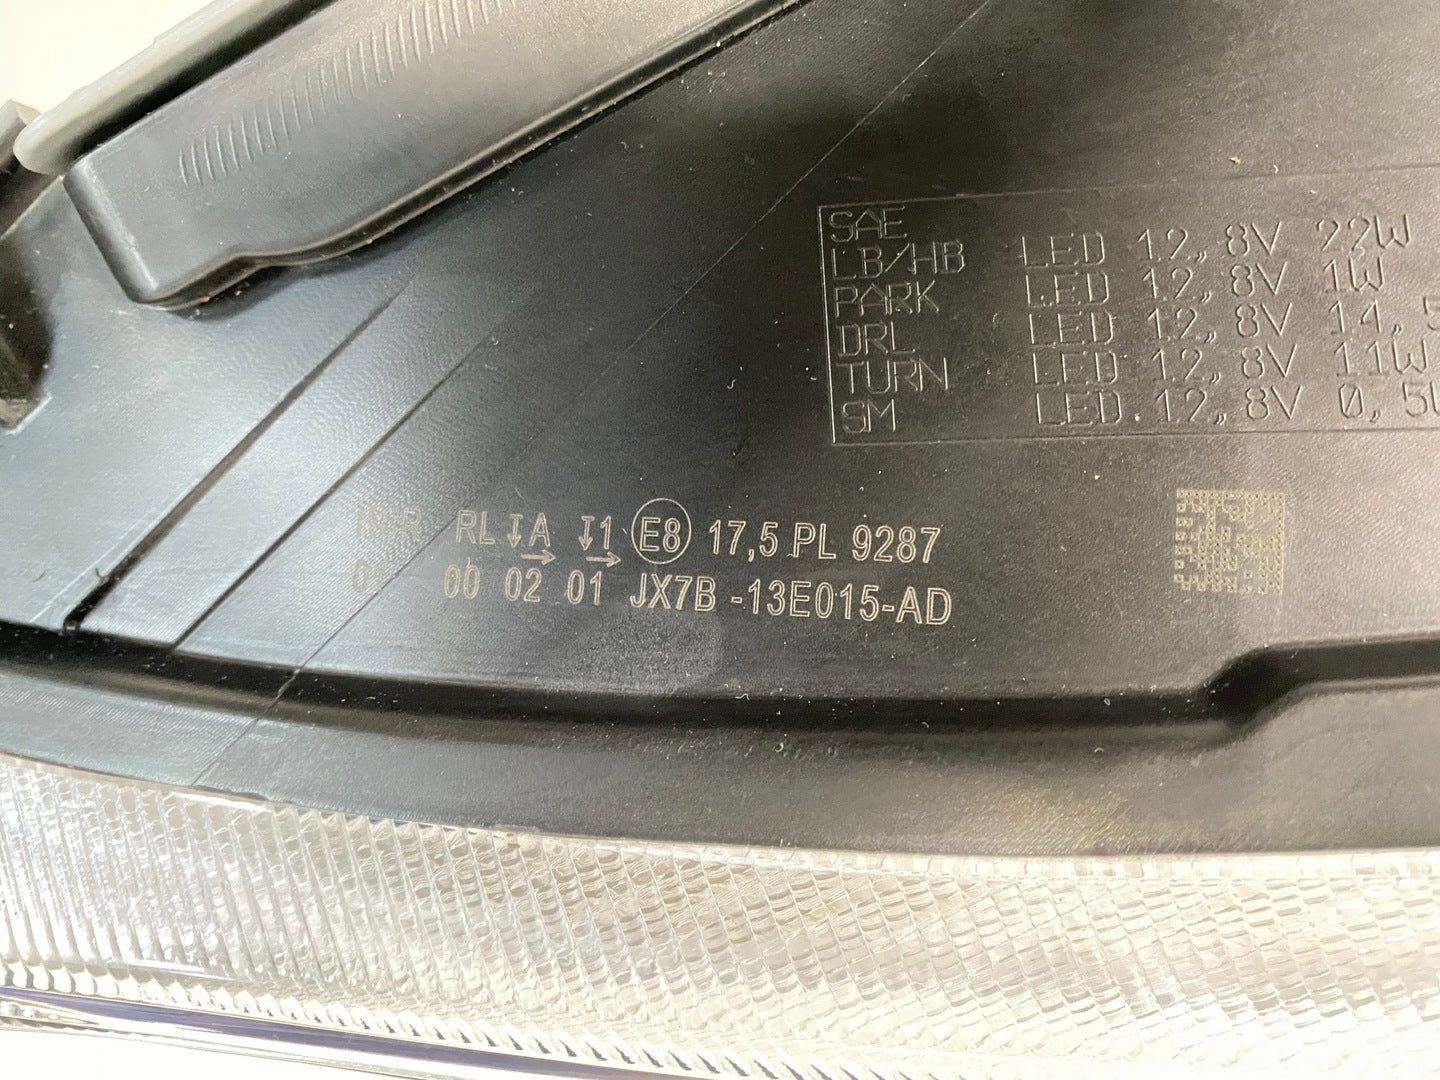 SAE
LB/HB LED 12,8V 22W
PARK LED 12,8V 1W
DRL LED 12,8V 14,5
TURN LED 12,8V 11W
SM LED 12,8V 0,5W
R RL A 1 E8 17,5 PL 9287
00 02 01 JX7B -13E015-AD